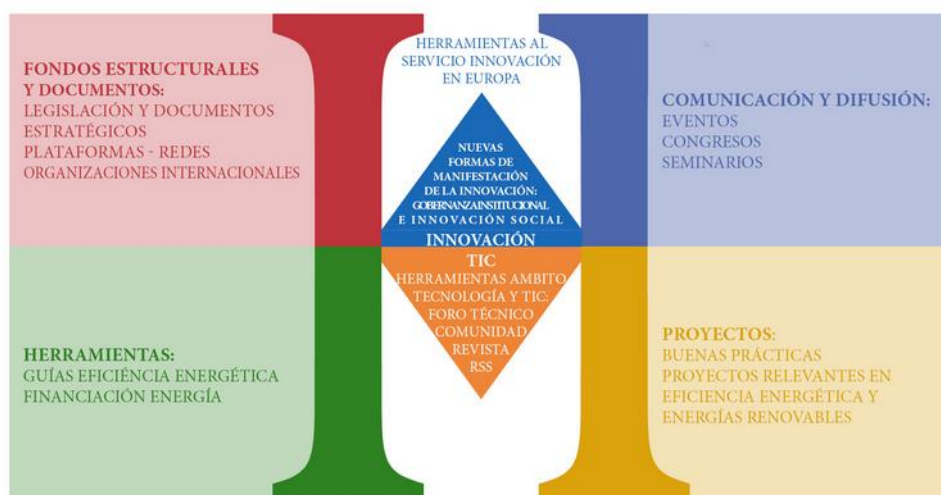 FONDOS ESTRUCTURALES
Y DOCUMENTOS:
LEGISLACIÓN Y DOCUMENTOS
ESTRATÉGICOS
PLATAFORMAS - REDES
ORGANIZACIONES INTERNACIONALES
HERRAMIENTAS AL
SERVICIO INNOVACIÓN
EN EUROPA
NUEVAS
FORMAS DE
MANIFESTACIÓN
DE LA INNOVACIÓN:
GOBERNANZA INSTITUCIONAL
E INNOVACIÓN SOCIAL
INNOVACIÓN
TIC
HERRAMIENTAS AMBITO
TECNOLOGÍA Y TIC:
FORO TÉCNICO
COMUNIDAD
REVISTA
RSS
COMUNICACIÓN Y DIFUSIÓN:
EVENTOS
CONGRESOS
SEMINARIOS
HERRAMIENTAS:
GUÍAS EFICIÉNCIA ENERGÉTICA
FINANCIACIÓN ENERGÍA
PROYECTOS:
BUENAS PRÁCTICAS
PROYECTOS RELEVANTES EN
EFICIENCIA ENERGÉTICA Y
ENERGÍAS RENOVABLES